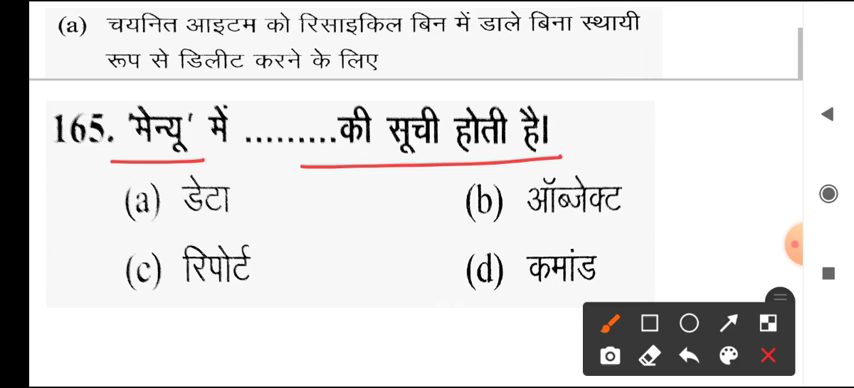 (a) चयनित आइटम को रिसाइकिल बिन में डाले बिना स्थायी
रूप से डिलीट करने के लिए
165. 'मेन्यू' में .........की सूची होती है।
(a) डेटा (b) ऑब्जेक्ट
(c) रिपोर्ट (d) कमांड